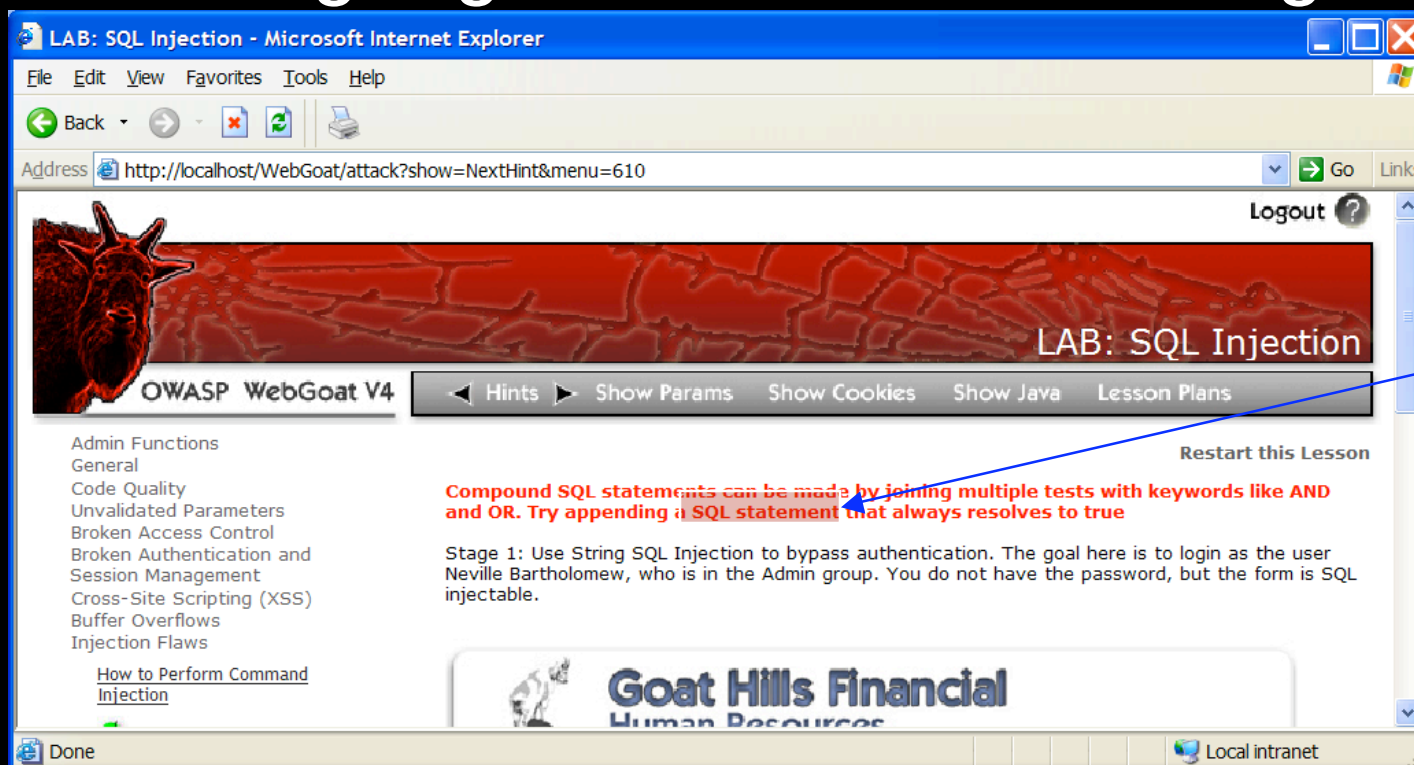 LAB: SQL Injection - Microsoft Internet Explorer
File Edit View Favorites Tools Help
Back
Address http://localhost/WebGoat/attack?show=NextHint&menu=610 Go Links
Logout ?
LAB: SQL Injection
OWASP WebGoat V4
Hints Show Params Show Cookies Show Java Lesson Plans
Admin Functions
General
Code Quality
Unvalidated Parameters
Broken Access Control
Broken Authentication and
Session Management
Cross-Site Scripting (XSS)
Buffer Overflows
Injection Flaws
How to Perform Command
Injection
Restart this Lesson
Compound SQL statements can be made by joining multiple tests with keywords like AND
and OR. Try appending a SQL statement that always resolves to true
Stage 1: Use String SQL Injection to bypass authentication. The goal here is to login as the user
Neville Bartholomew, who is in the Admin group. You do not have the password, but the form is SQL
injectable.
Goat Hills Financial
Human Resources
Done
Local intranet